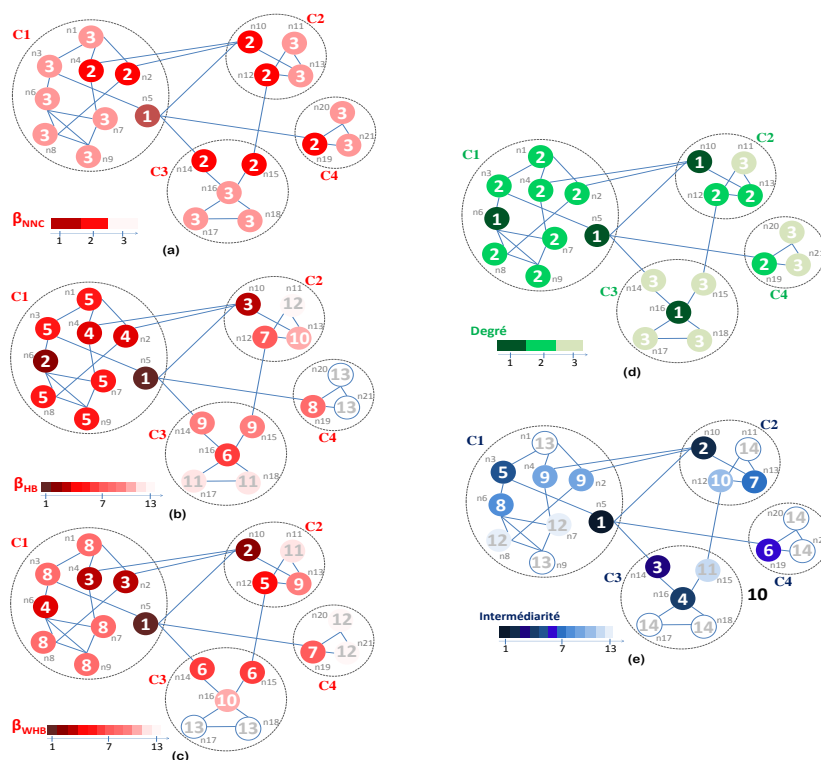 C1
n1
3
n3
3
n4
2
2
n2
n6
3
n5
1
3
n7
3
n8
3
n9
C2
n10
2
n11
3
n12
2
3
n13
n20
3
2
n19
3
n21
C4
C3
2
n14
2
n15
n16
3
3
n17
3
n18
βNNC
1 2 3
(a)
C1
n1
5
n3
5
n4
4
4
n2
n6
2
n5
1
5
n7
5
n8
5
n9
C2
n10
3
n11
12
n12
7
10
n13
n20
13
8
n19
13
n21
C4
C3
9
n14
9
n15
n16
6
11
n17
11
n18
βHB
1 7 13
(b)
C1
n1
8
n3
8
n4
3
3
n2
n6
4
n5
1
8
n7
8
n8
8
n9
C2
n10
2
n11
11
n12
5
9
n13
n20
12
7
n19
12
n21
C4
C3
6
n14
6
n15
n16
10
13
n17
13
n18
βWHB
1 7 13
(c)
C1
n1
2
n3
2
n4
2
2
n2
n6
1
n5
1
2
n7
2
n8
2
n9
C2
n10
1
n11
3
n12
2
2
n13
n20
3
2
n19
3
n21
C4
C3
3
n14
3
n15
n16
1
3
n17
3
n18
Degré
1 2 3
(d)
C1
n1
13
n3
5
n4
9
9
n2
n6
8
n5
1
12
n7
12
n8
13
n9
C2
n10
2
n11
14
n12
10
7
n13
n20
14
6
n19
14
C4
C3
3
n14
11
n15
n16
4
10
14
n17
14
n18
Intermédiarité
1 7 13
(e)